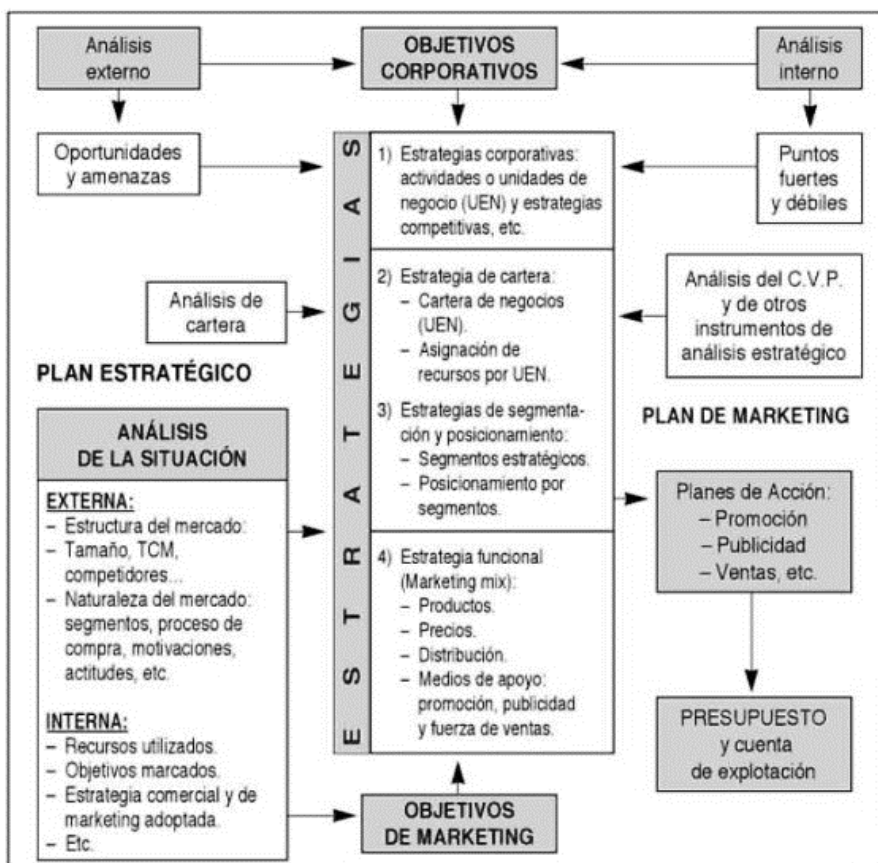 Análisis
externo
OBJETIVOS
CORPORATIVOS
Análisis
interno
Oportunidades
y amenazas
Puntos
fuertes
y débiles
ESTRATEGIAS
1) Estrategias corporativas:
actividades o unidades de
negocio (UEN) y estrategias
competitivas, etc.
Análisis de
cartera
2) Estrategia de cartera:
– Cartera de negocios
(UEN).
– Asignación de
recursos por UEN.
3) Estrategias de segmenta-
ción y posicionamiento:
– Segmentos estratégicos.
– Posicionamiento por
segmentos.
4) Estrategia funcional
(Marketing mix):
– Productos.
– Precios.
– Distribución.
– Medios de apoyo:
promoción, publicidad
y fuerza de ventas.
Análisis del C.V.P.
y de otros
instrumentos de
análisis estratégico
PLAN ESTRATÉGICO
ANÁLISIS
DE LA SITUACIÓN
EXTERNA:
– Estructura del mercado:
– Tamaño, TCM,
competidores...
– Naturaleza del mercado:
segmentos, proceso de
compra, motivaciones,
actitudes, etc.
INTERNA:
– Recursos utilizados.
– Objetivos marcados.
– Estrategia comercial y de
marketing adoptada.
– Etc.
OBJETIVOS
DE MARKETING
PLAN DE MARKETING
Planes de Acción:
– Promoción
– Publicidad
– Ventas, etc.
PRESUPUESTO
y cuenta
de explotación